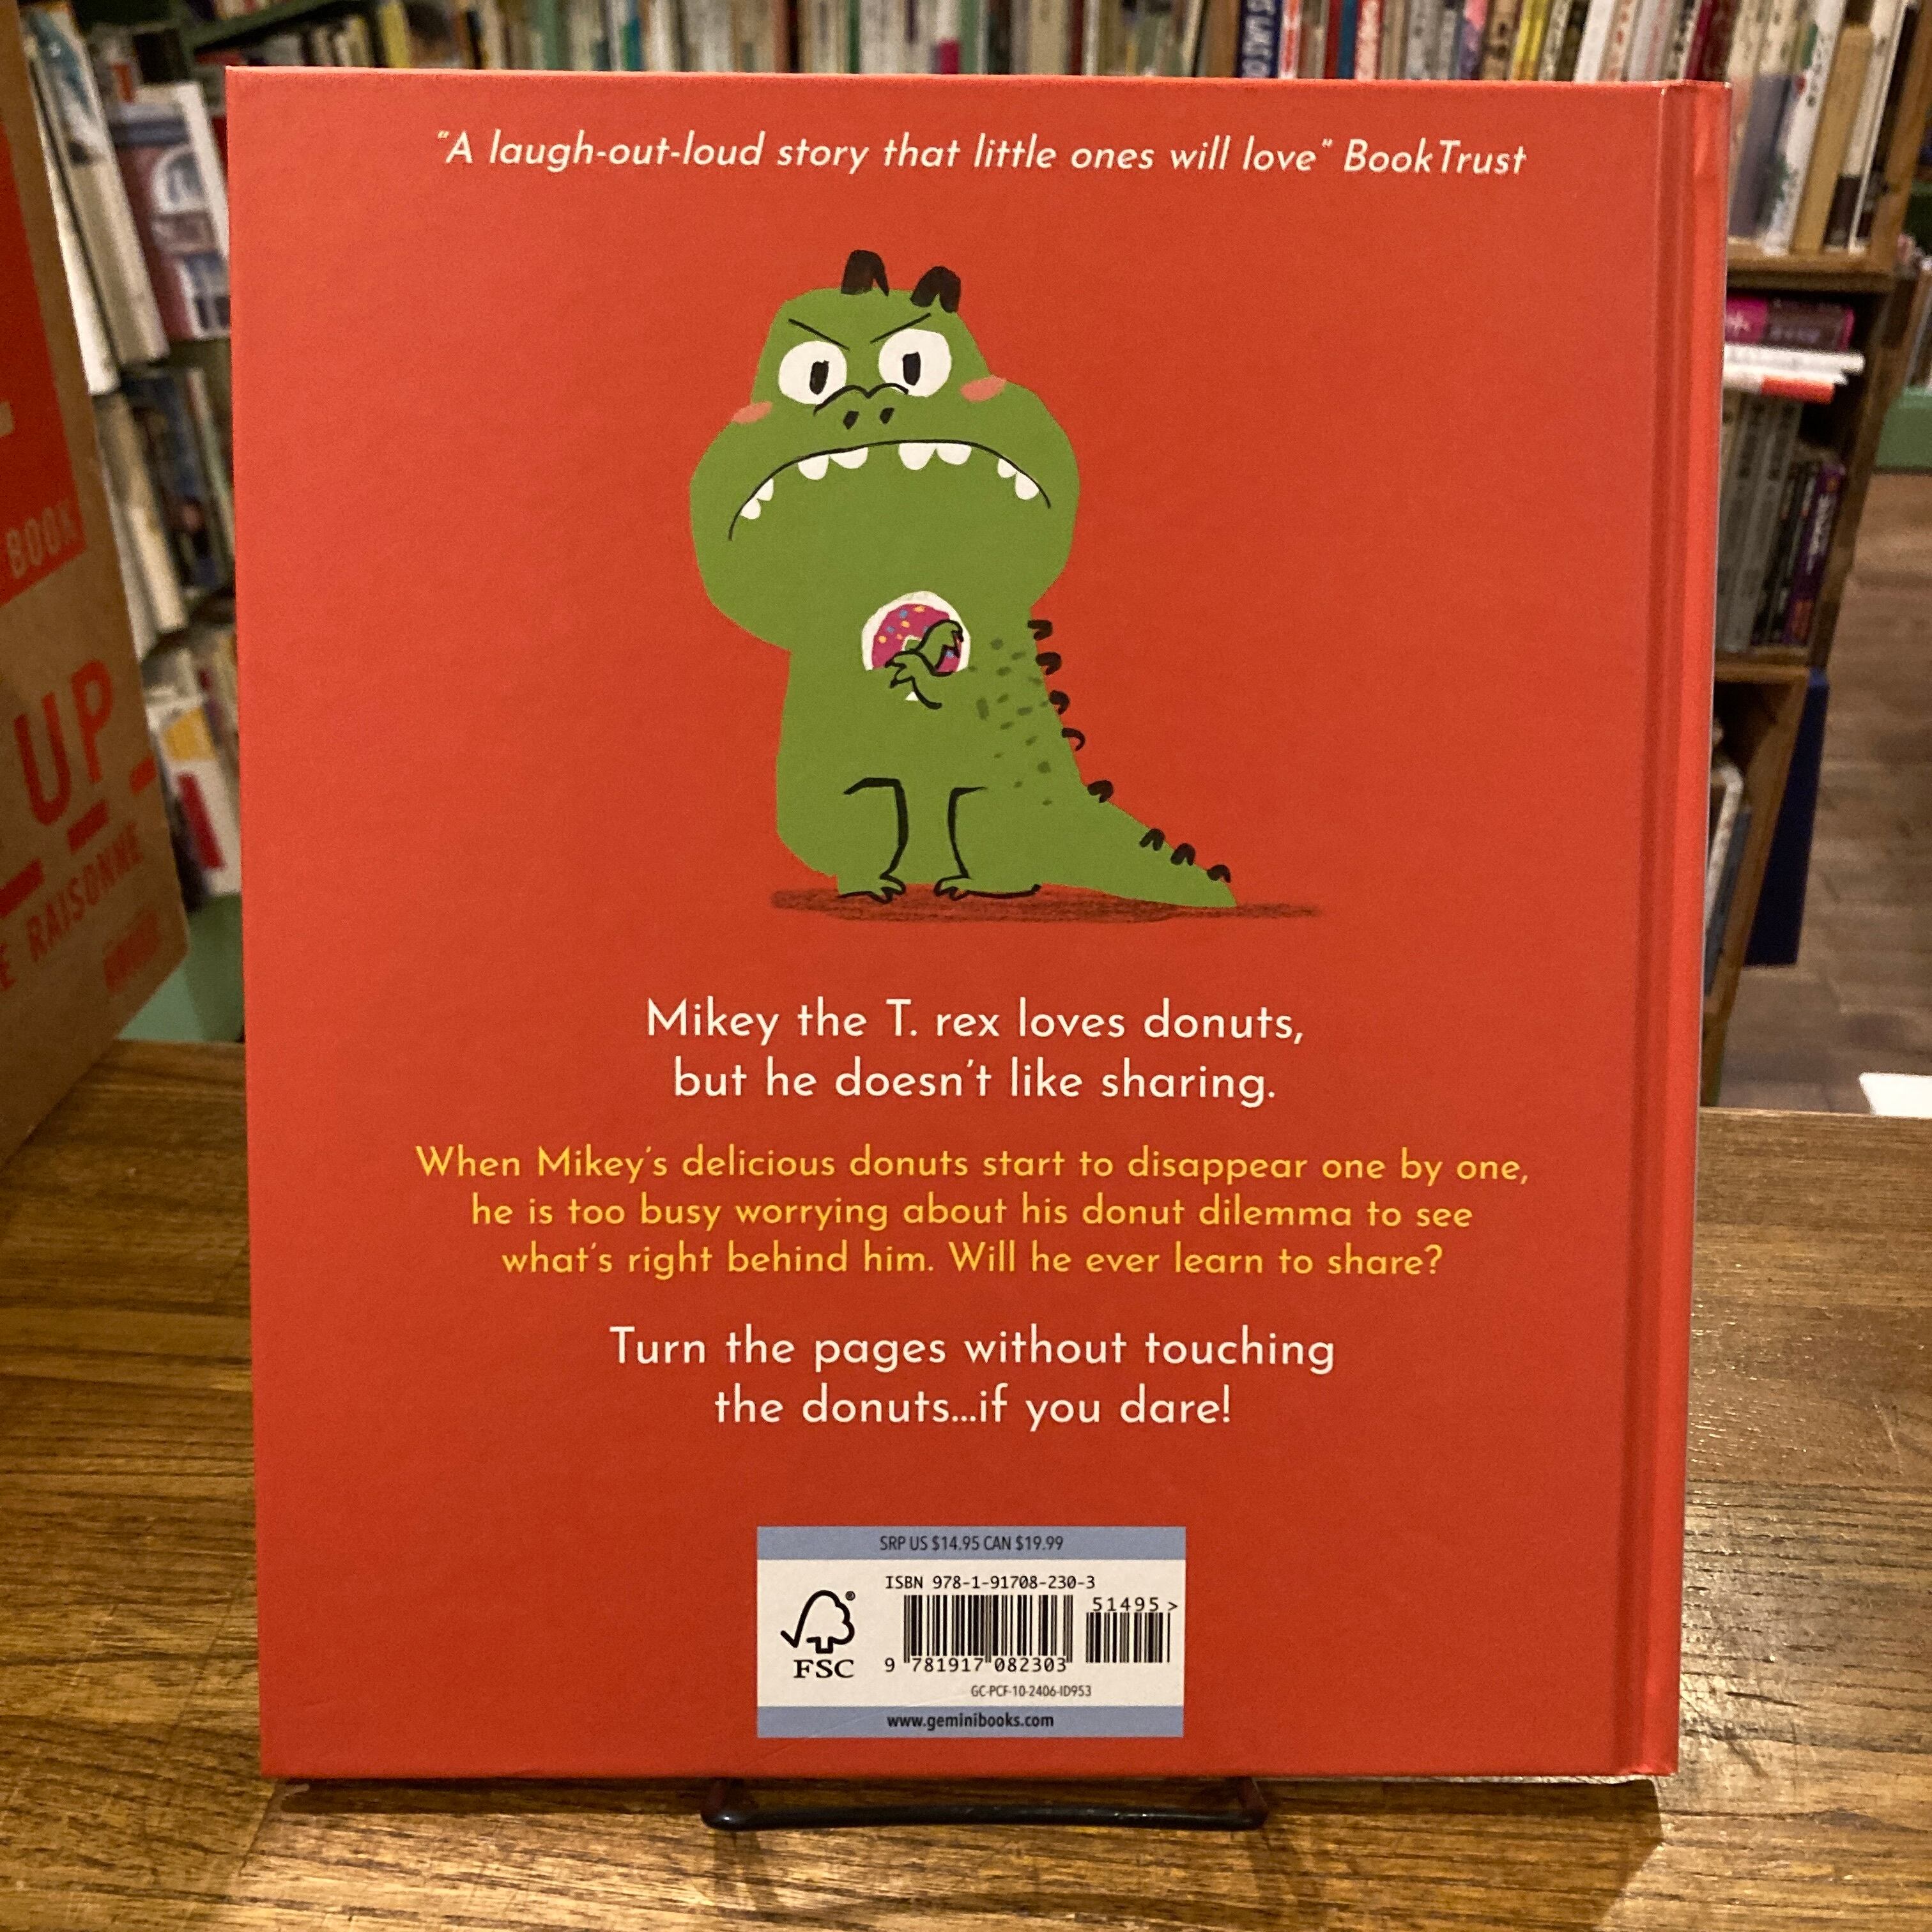 "A laugh-out-loud story that little ones will love" BookTrust
Mikey the T. rex loves donuts,
but he doesn't like sharing.
When Mikey's delicious donuts start to disappear one by one,
he is too busy worrying about his donut dilemma to see
what's right behind him. Will he ever learn to share?
Turn the pages without touching
the donuts...if you dare!
SRP US $14.95 CAN $19.99
ISBN 978-1-91708-230-3
51495 >
FSC
9 781917 082303
GC-PCF-10-2406-ID953
www.geminibooks.com
BOOK
UP
RAISONNE